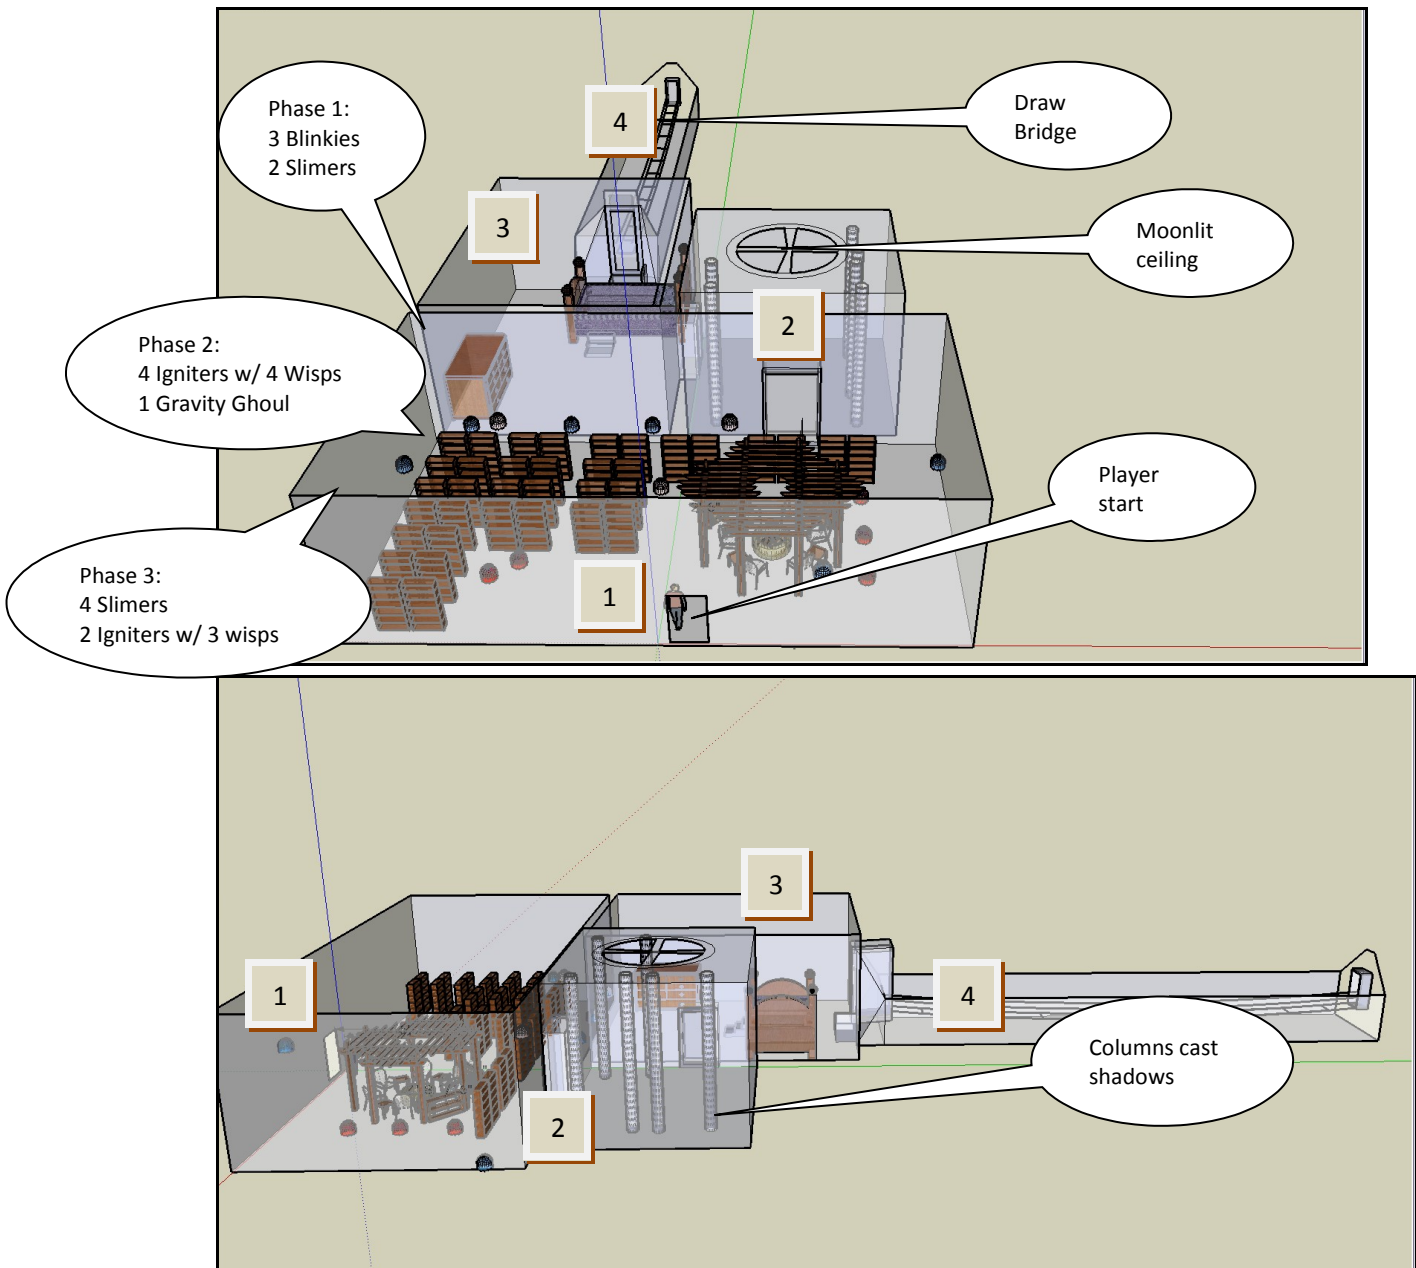 Phase 1:
3 Blinkies
2 Slimers
4
Draw
Bridge
3
Moonlit
ceiling
Phase 2:
4 Igniters w/ 4 Wisps
1 Gravity Ghoul
2
Player
start
Phase 3:
4 Slimers
2 Igniters w/ 3 wisps
1
3
1
4
Columns cast
shadows
2